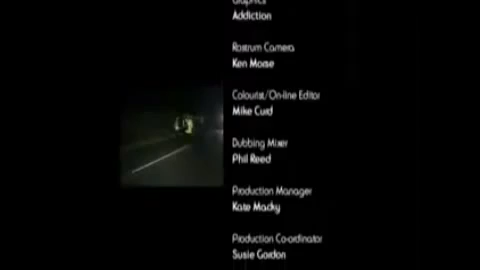 Graphics
Addiction
Rostrum Camera
Ken Morse
Colourist/On-line Editor
Mike Curd
Dubbing Mixer
Phil Reed
Production Manager
Kate Macky
Production Co-ordinator
Susie Gordon